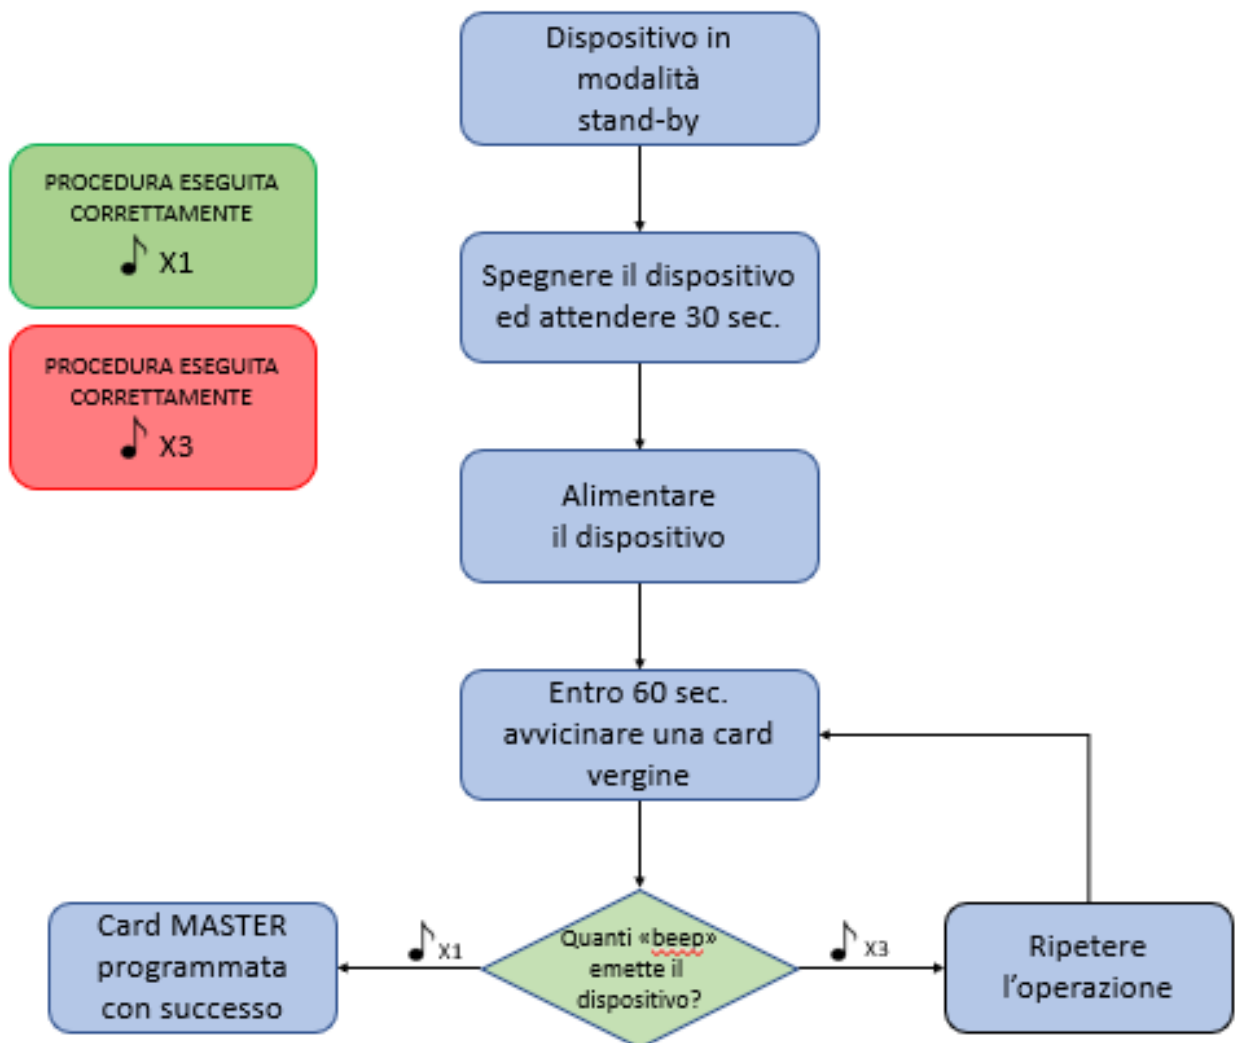 Dispositivo in
modalità
stand-by
PROCEDURA ESEGUITA
CORRETTAMENTE
X1
Spegnere il dispositivo
ed attendere 30 sec.
PROCEDURA ESEGUITA
CORRETTAMENTE
X3
Alimentare
il dispositivo
Entro 60 sec.
avvicinare una card
vergine
Quanti «beep»
emette il
dispositivo?
X1
Card MASTER
programmata
con successo
X3
Ripetere
l'operazione